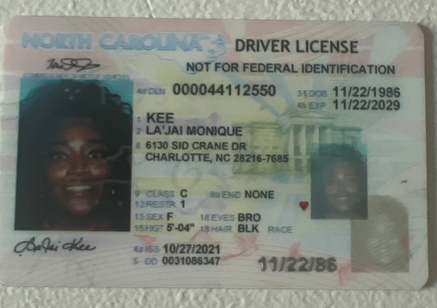 NORTH CAROLINA DRIVER LICENSE
NOT FOR FEDERAL IDENTIFICATION
4d DLN 000044112550 3 DOB 11/22/1986
4b EXP 11/22/2029
1 KEE
2 LA'JAI MONIQUE
8 6130 SID CRANE DR
CHARLOTTE, NC 28216-7685
9 CLASS C 9a END NONE
12 RESTR 1
15 SEX F 18 EYES BRO
16 HGT 5'-04" 19 HAIR BLK RACE
4a ISS 10/27/2021
5 DD 0031086347 11/22/86
La'Jai Kee